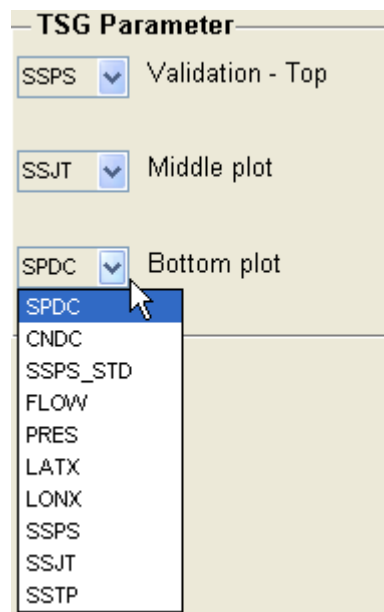 TSG Parameter
SSPS Validation - Top
SSJT Middle plot
SPDC Bottom plot
SPDC
CNDC
SSPS_STD
FLOW
PRES
LATX
LONX
SSPS
SSJT
SSTP